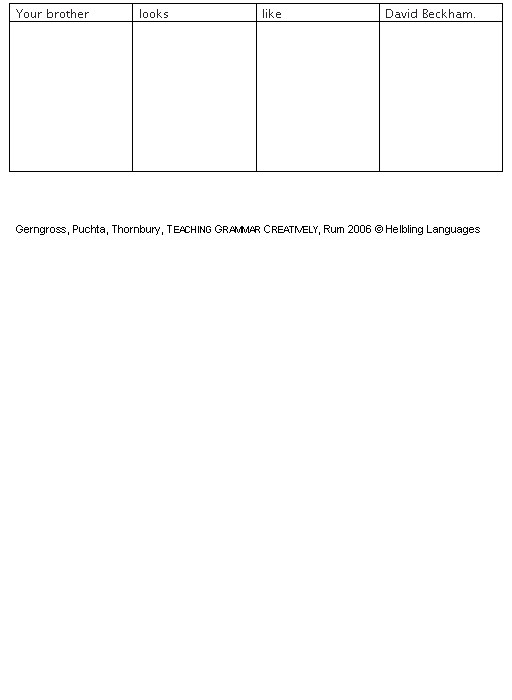 Your brother looks like David Beckham.
Gerngross, Puchta, Thornbury, TEACHING GRAMMAR CREATIVELY, Rum 2006 © Helbling Languages